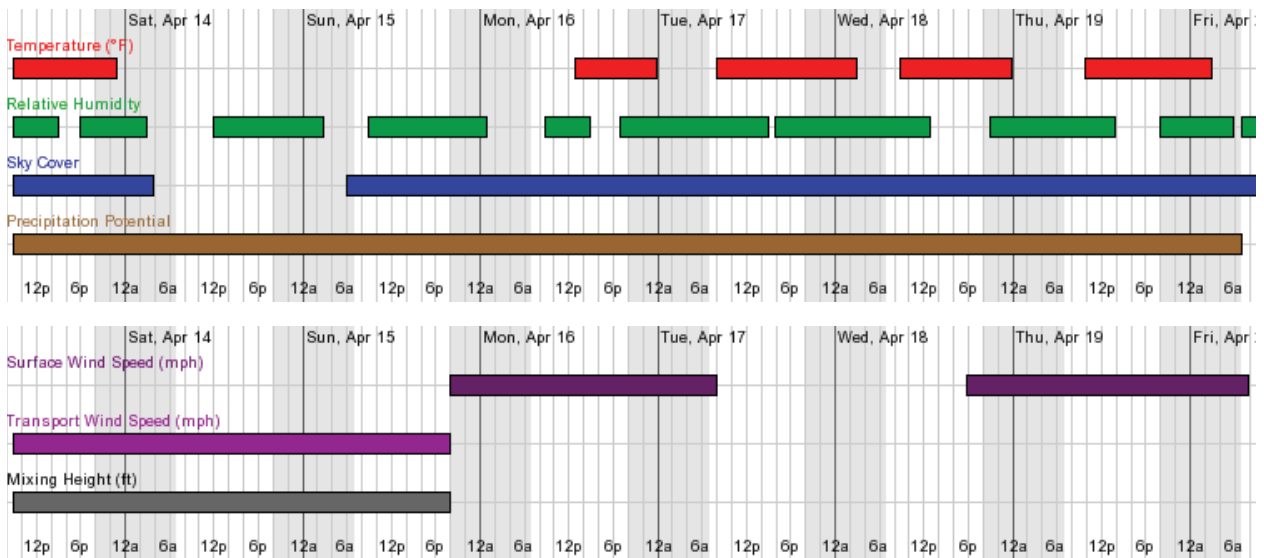 Sat, Apr 14 Sun, Apr 15 Mon, Apr 16 Tue, Apr 17 Wed, Apr 18 Thu, Apr 19 Fri, Apr
Temperature (°F)
Relative Humidity
Sky Cover
Precipitation Potential
12p 6p 12a 6a 12p 6p 12a 6a 12p 6p 12a 6a 12p 6p 12a 6a 12p 6p 12a 6a 12p 6p 12a 6a 12p 6p 12a 6a
Sat, Apr 14 Sun, Apr 15 Mon, Apr 16 Tue, Apr 17 Wed, Apr 18 Thu, Apr 19 Fri, Apr
Surface Wind Speed (mph)
Transport Wind Speed (mph)
Mixing Height (ft)
12p 6p 12a 6a 12p 6p 12a 6a 12p 6p 12a 6a 12p 6p 12a 6a 12p 6p 12a 6a 12p 6p 12a 6a 12p 6p 12a 6a